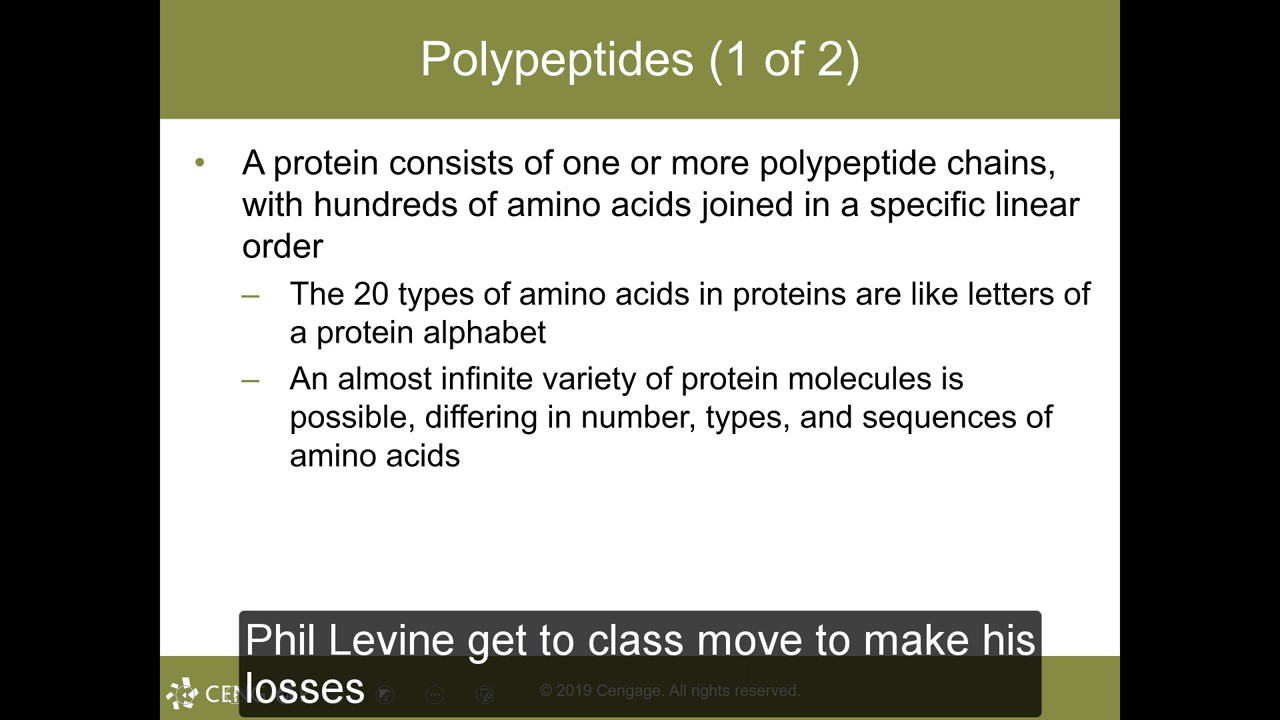 Polypeptides (1 of 2)
• A protein consists of one or more polypeptide chains,
with hundreds of amino acids joined in a specific linear
order
– The 20 types of amino acids in proteins are like letters of
a protein alphabet
– An almost infinite variety of protein molecules is
possible, differing in number, types, and sequences of
amino acids
Phil Levine get to class move to make his
losses
© 2019 Cengage. All rights reserved.